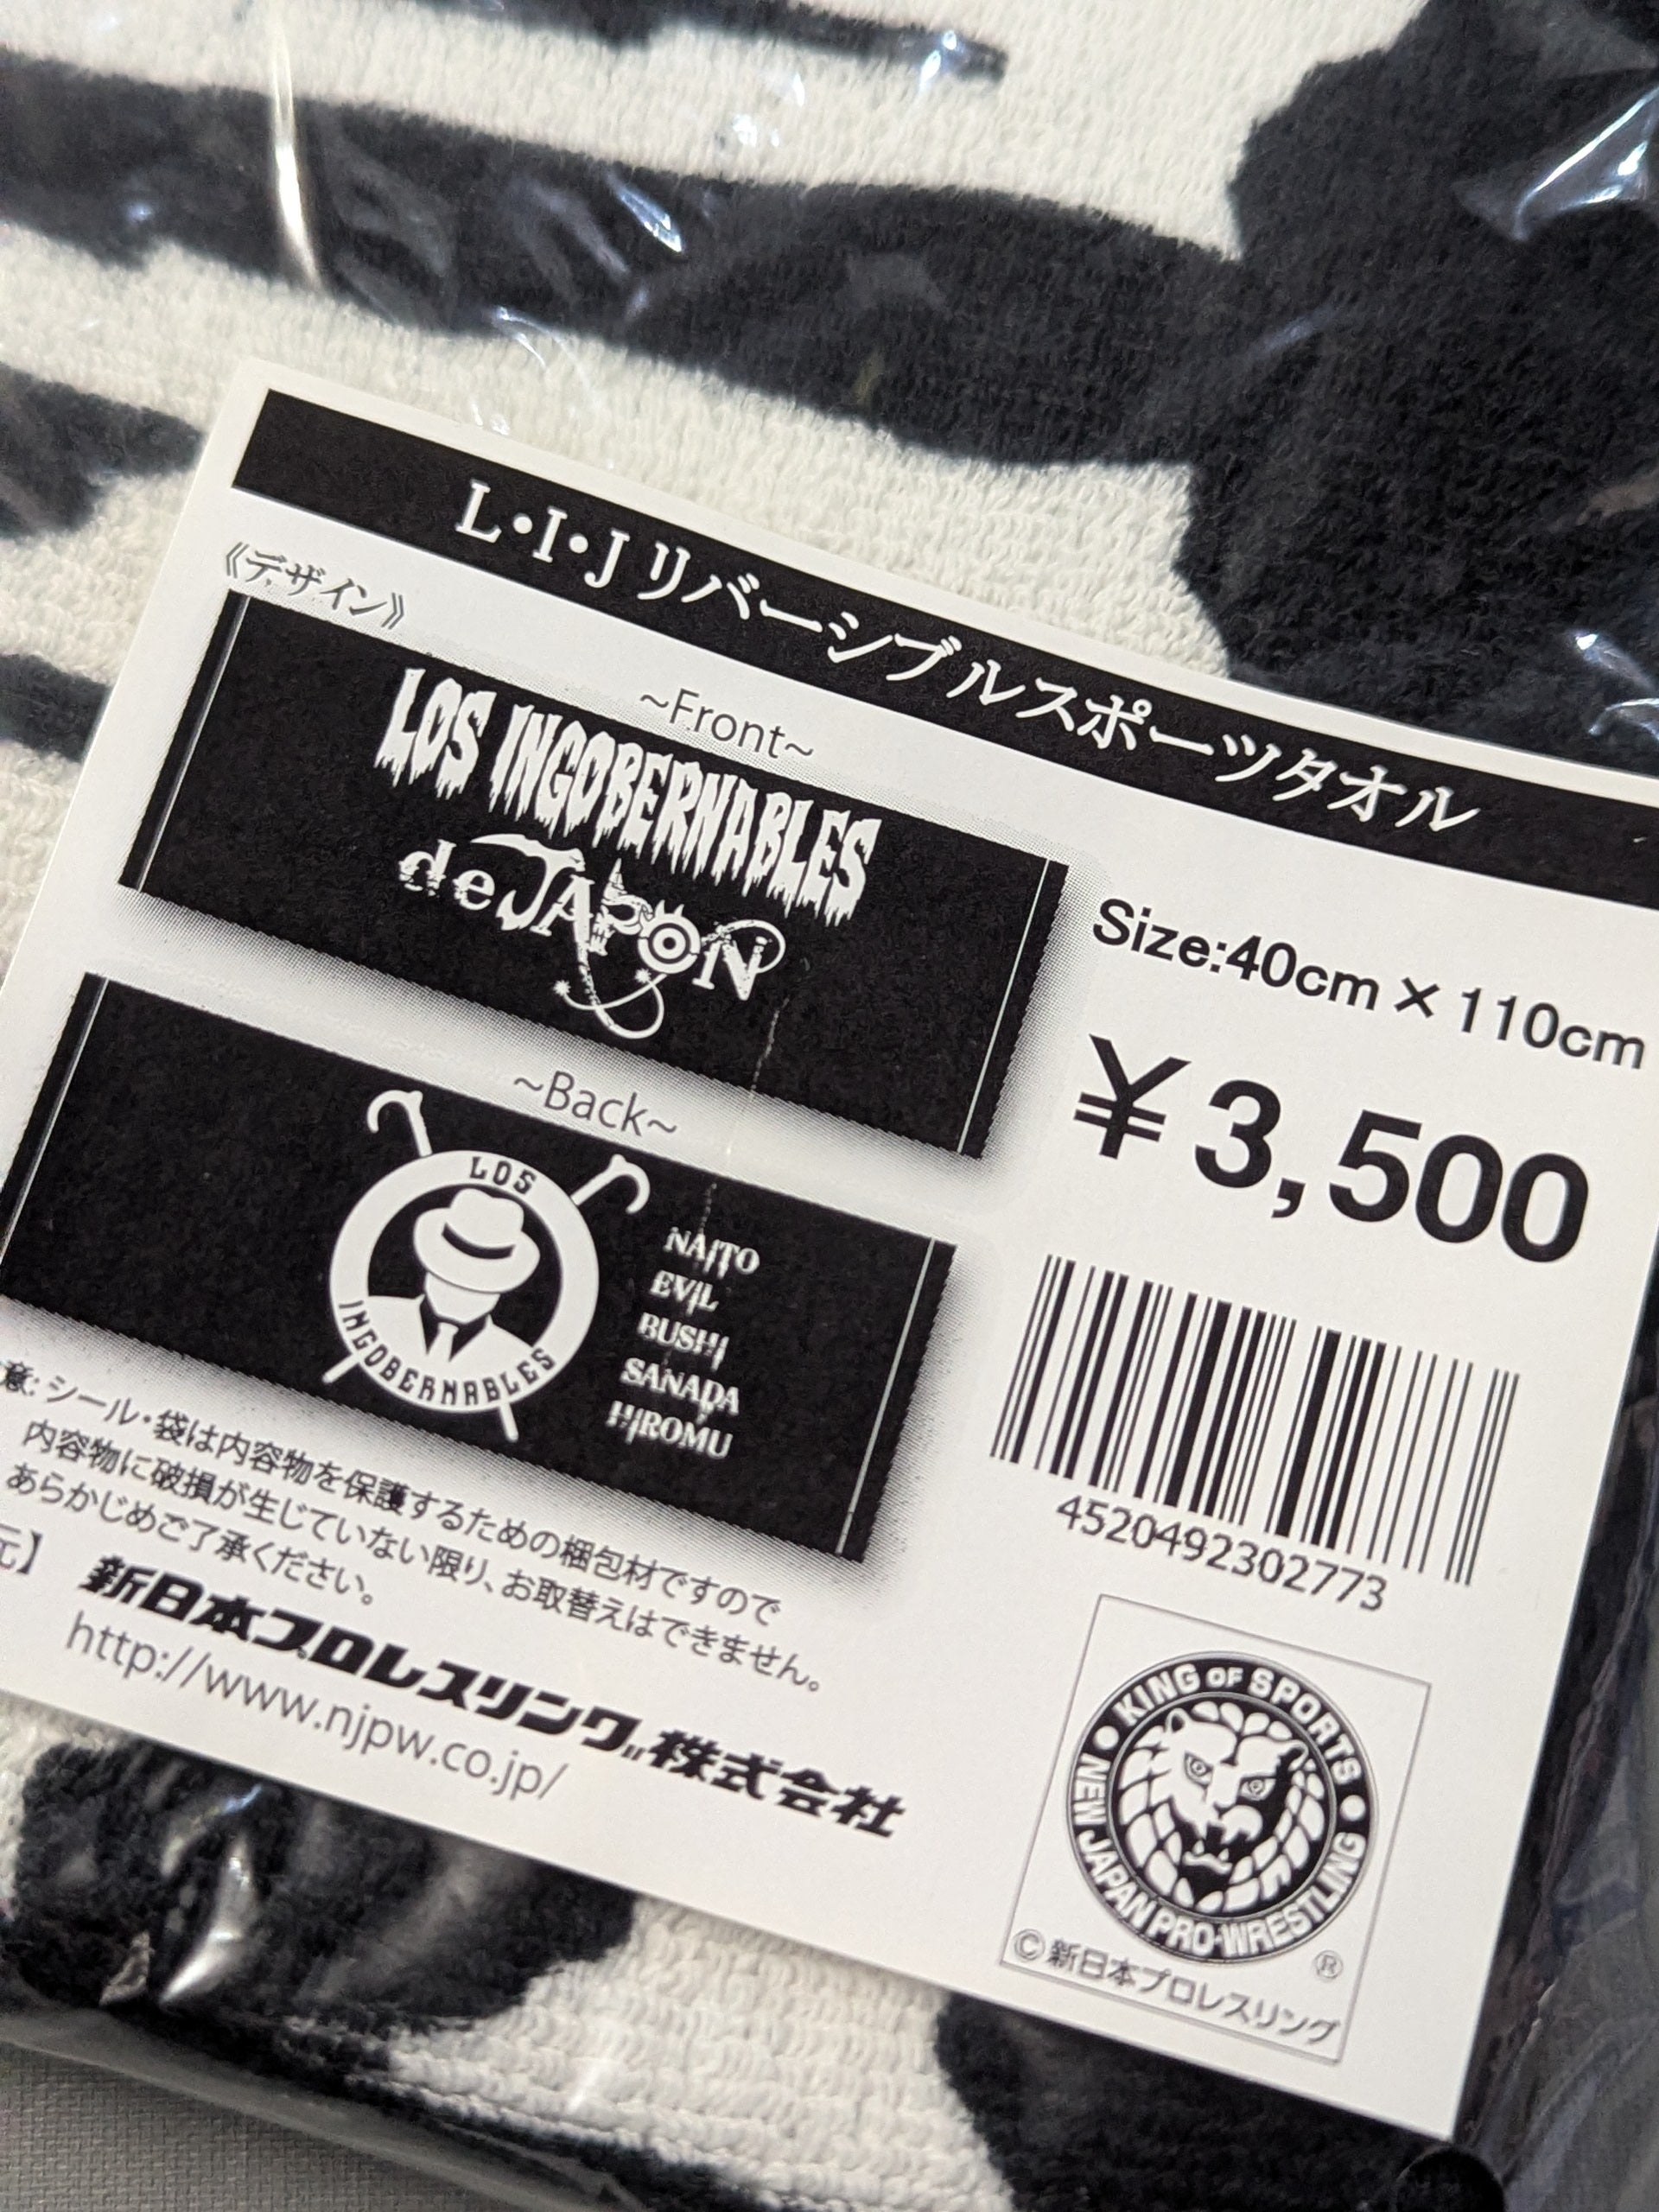 L・I・J リバーシブルスポーツタオル
《デザイン》
~Front~
LOS INGOBERNABLES
de JAPON
Size:40cm×110cm
¥3,500
~Back~
LOS
INGOBERNABLES
NAITO
EVIL
BUSHI
SANADA
HIROMU
4520492302773
意: シール・袋は内容物を保護するための梱包材ですので
内容物に破損が生じていない限り、お取替えはできません。
あらかじめご了承ください。
元】
新日本プロレスリング株式会社
http://www.njpw.co.jp/
KING OF SPORTS
NEW JAPAN PRO-WRESTLING
®
©新日本プロレスリング